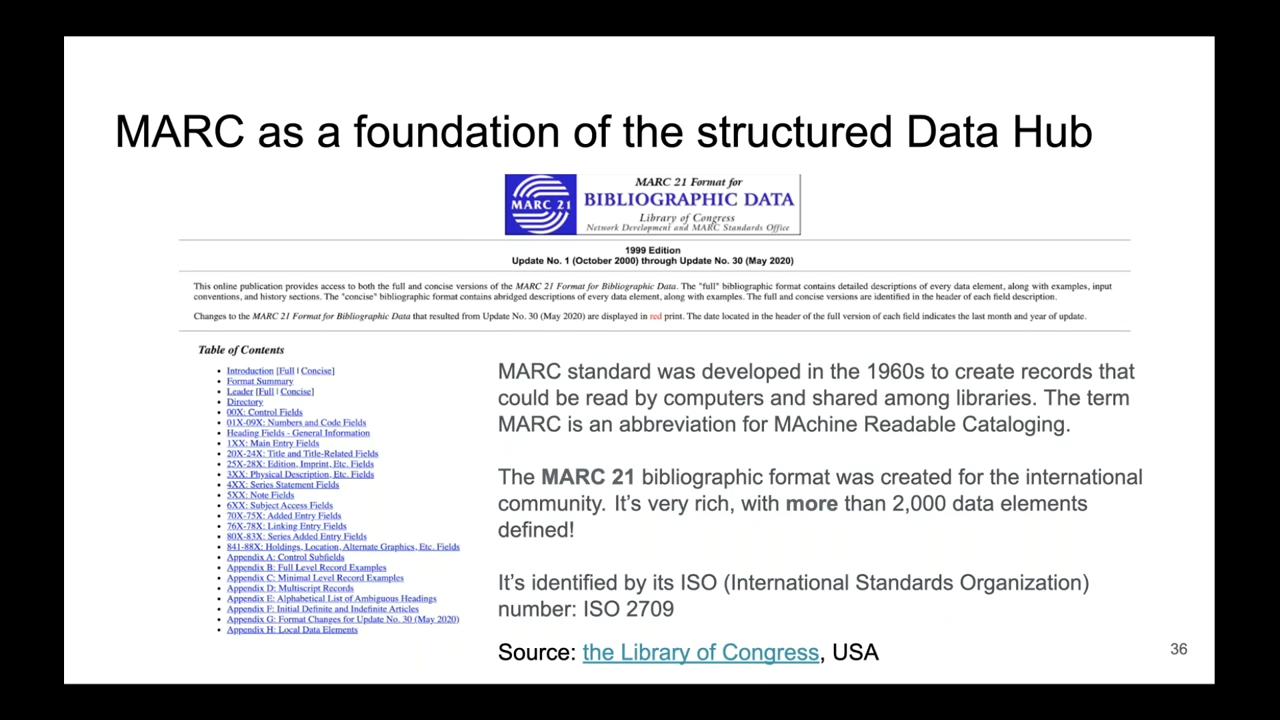 MARC as a foundation of the structured Data Hub
MARC 21
MARC 21 Format for
BIBLIOGRAPHIC DATA
Library of Congress
Network Development and MARC Standards Office
1999 Edition
Update No. 1 (October 2000) through Update No. 30 (May 2020)
This online publication provides access to both the full and concise versions of the MARC 21 Format for Bibliographic Data. The "full" bibliographic format contains detailed descriptions of every data element, along with examples, input
conventions, and history sections. The "concise" bibliographic format contains abridged descriptions of every data element, along with examples. The full and concise versions are identified in the header of each field description.
Changes to the MARC 21 Format for Bibliographic Data that resulted from Update No. 30 (May 2020) are displayed in red print. The date located in the header of the full version of each field indicates the last month and year of update.
Table of Contents
• Introduction [Full | Concise]
• Format Summary
• Leader [Full | Concise]
• Directory
• 00X: Control Fields
• 01X-09X: Numbers and Code Fields
• Heading Fields - General Information
• 1XX: Main Entry Fields
• 20X-24X: Title and Title-Related Fields
• 25X-28X: Edition, Imprint, Etc. Fields
• 3XX: Physical Description, Etc. Fields
• 4XX: Series Statement Fields
• 5XX: Note Fields
• 6XX: Subject Access Fields
• 70X-75X: Added Entry Fields
• 76X-78X: Linking Entry Fields
• 80X-83X: Series Added Entry Fields
• 841-88X: Holdings, Location, Alternate Graphics, Etc. Fields
• Appendix A: Control Subfields
• Appendix B: Full Level Record Examples
• Appendix C: Minimal Level Record Examples
• Appendix D: Multiscript Records
• Appendix E: Alphabetical List of Ambiguous Headings
• Appendix F: Initial Definite and Indefinite Articles
• Appendix G: Format Changes for Update No. 30 (May 2020)
• Appendix H: Local Data Elements
MARC standard was developed in the 1960s to create records that
could be read by computers and shared among libraries. The term
MARC is an abbreviation for MAchine Readable Cataloging.
The MARC 21 bibliographic format was created for the international
community. It’s very rich, with more than 2,000 data elements
defined!
It’s identified by its ISO (International Standards Organization)
number: ISO 2709
Source: the Library of Congress, USA
36